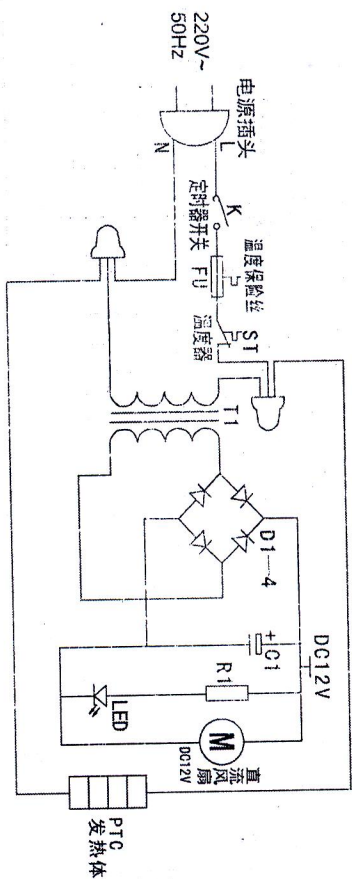 220V~
50Hz
电源插头
L
N
K
定时器开关
温度保险丝
FU
ST
温度器
T1
D1—4
DC12V
+
C1
R1
LED
M
直流风扇
DC12V
PTC
发热体